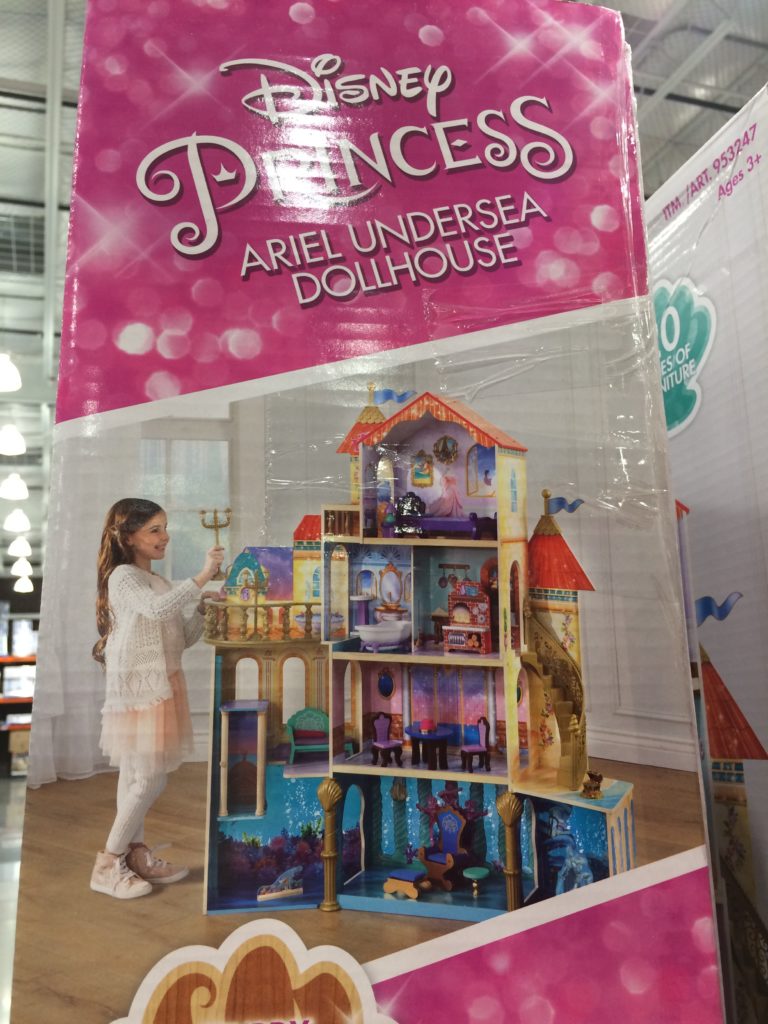 Disney
PRINCESS
ARIEL UNDERSEA
DOLLHOUSE
ITM. /ART. 953247
Ages 3+